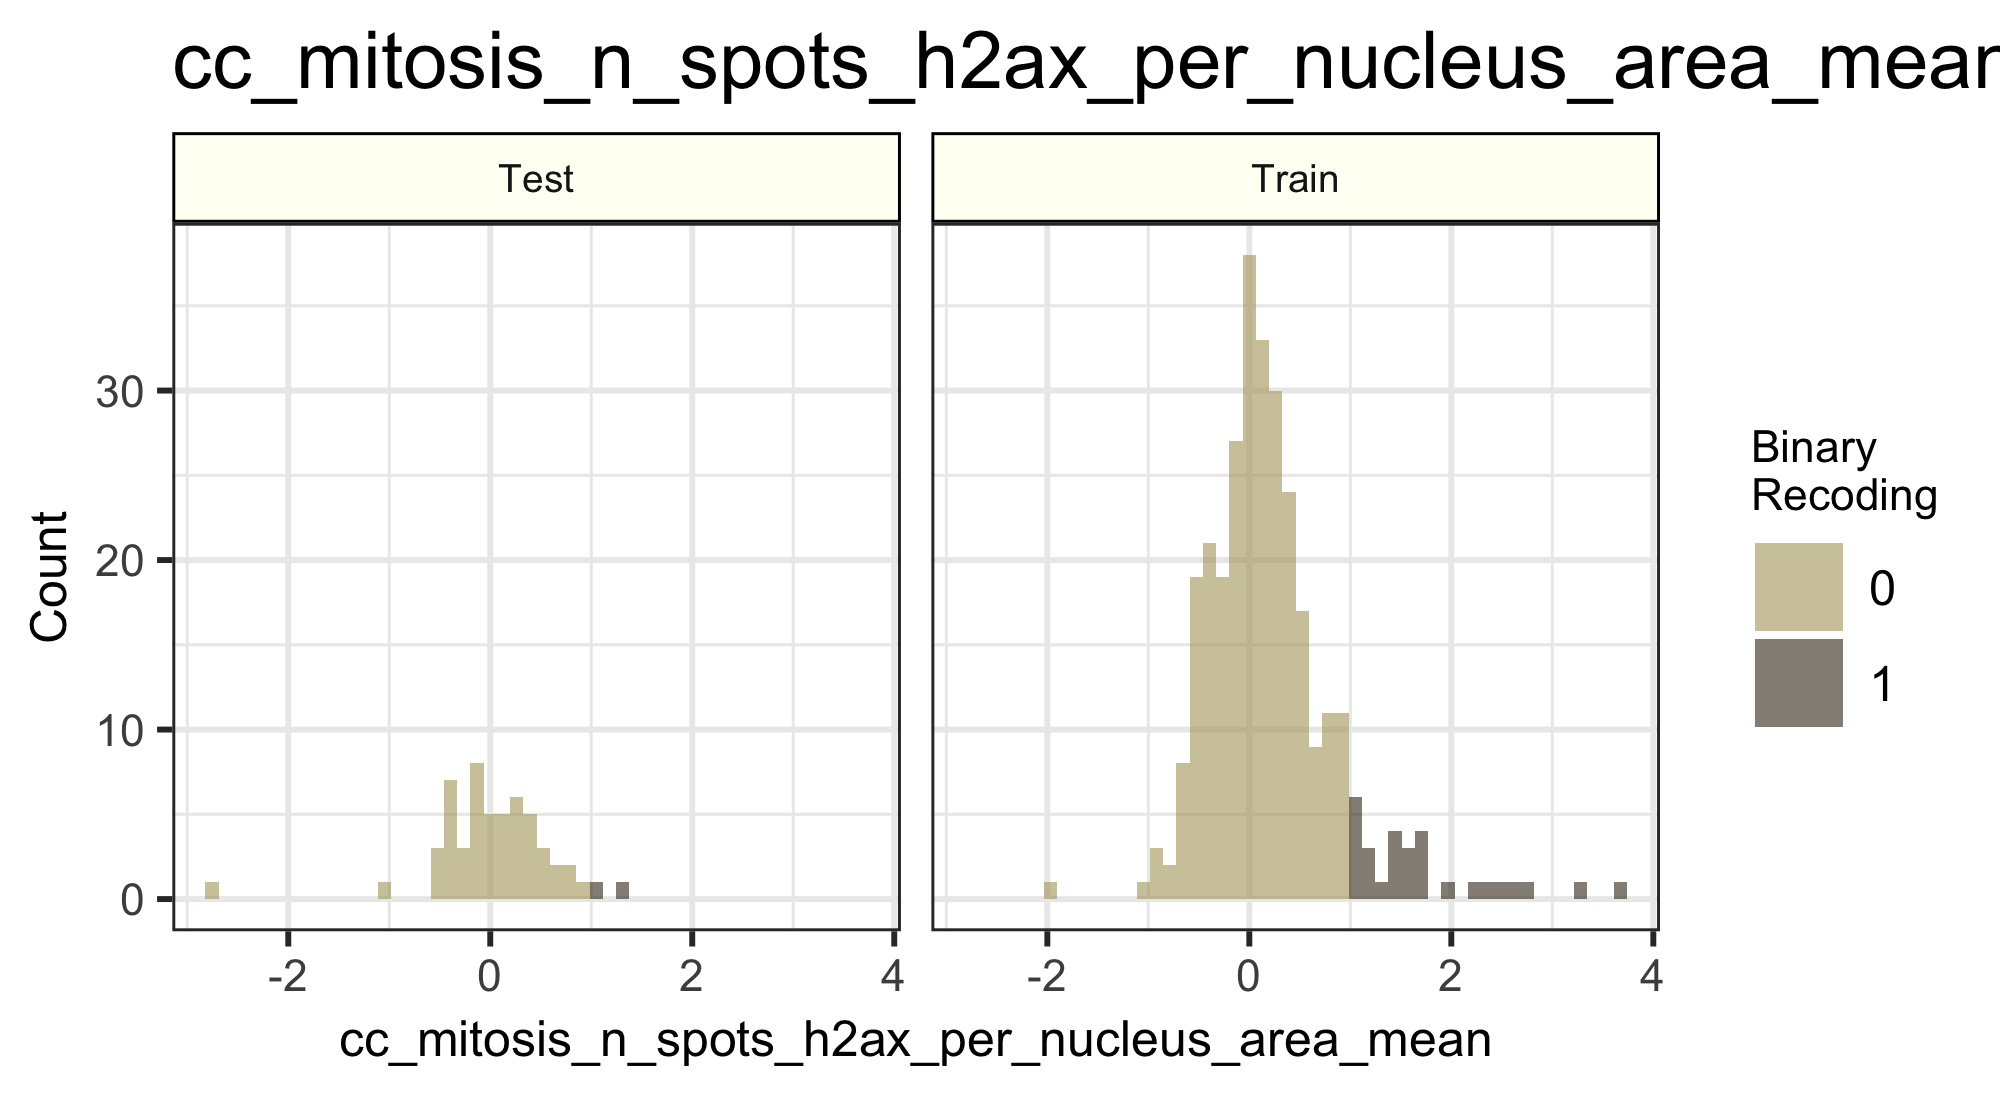 cc_mitosis_n_spots_h2ax_per_nucleus_area_mean
Test
Train
30
20
10
0
Count
-2
0
2
4
-2
0
2
4
cc_mitosis_n_spots_h2ax_per_nucleus_area_mean
Binary
Recoding
0
1